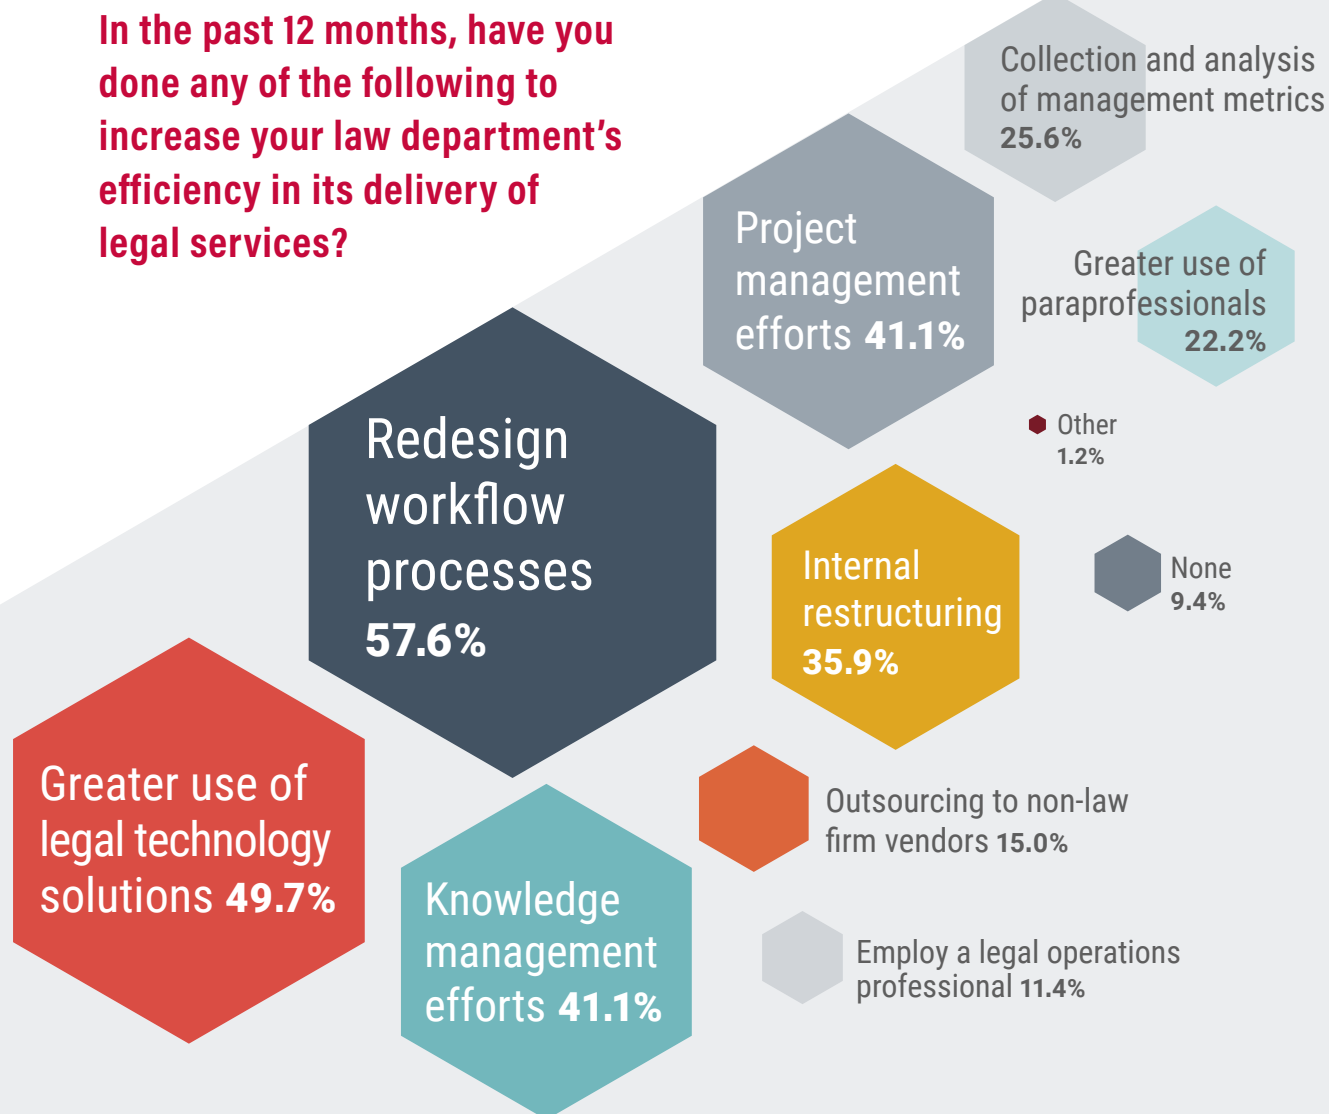 In the past 12 months, have you
done any of the following to
increase your law department’s
efficiency in its delivery of
legal services?
Collection and analysis
of management metrics
25.6%
Project
management
efforts 41.1%
Greater use of
paraprofessionals
22.2%
Other
1.2%
Redesign
workflow
processes
57.6%
Internal
restructuring
35.9%
None
9.4%
Greater use of
legal technology
solutions 49.7%
Knowledge
management
efforts 41.1%
Outsourcing to non-law
firm vendors 15.0%
Employ a legal operations
professional 11.4%